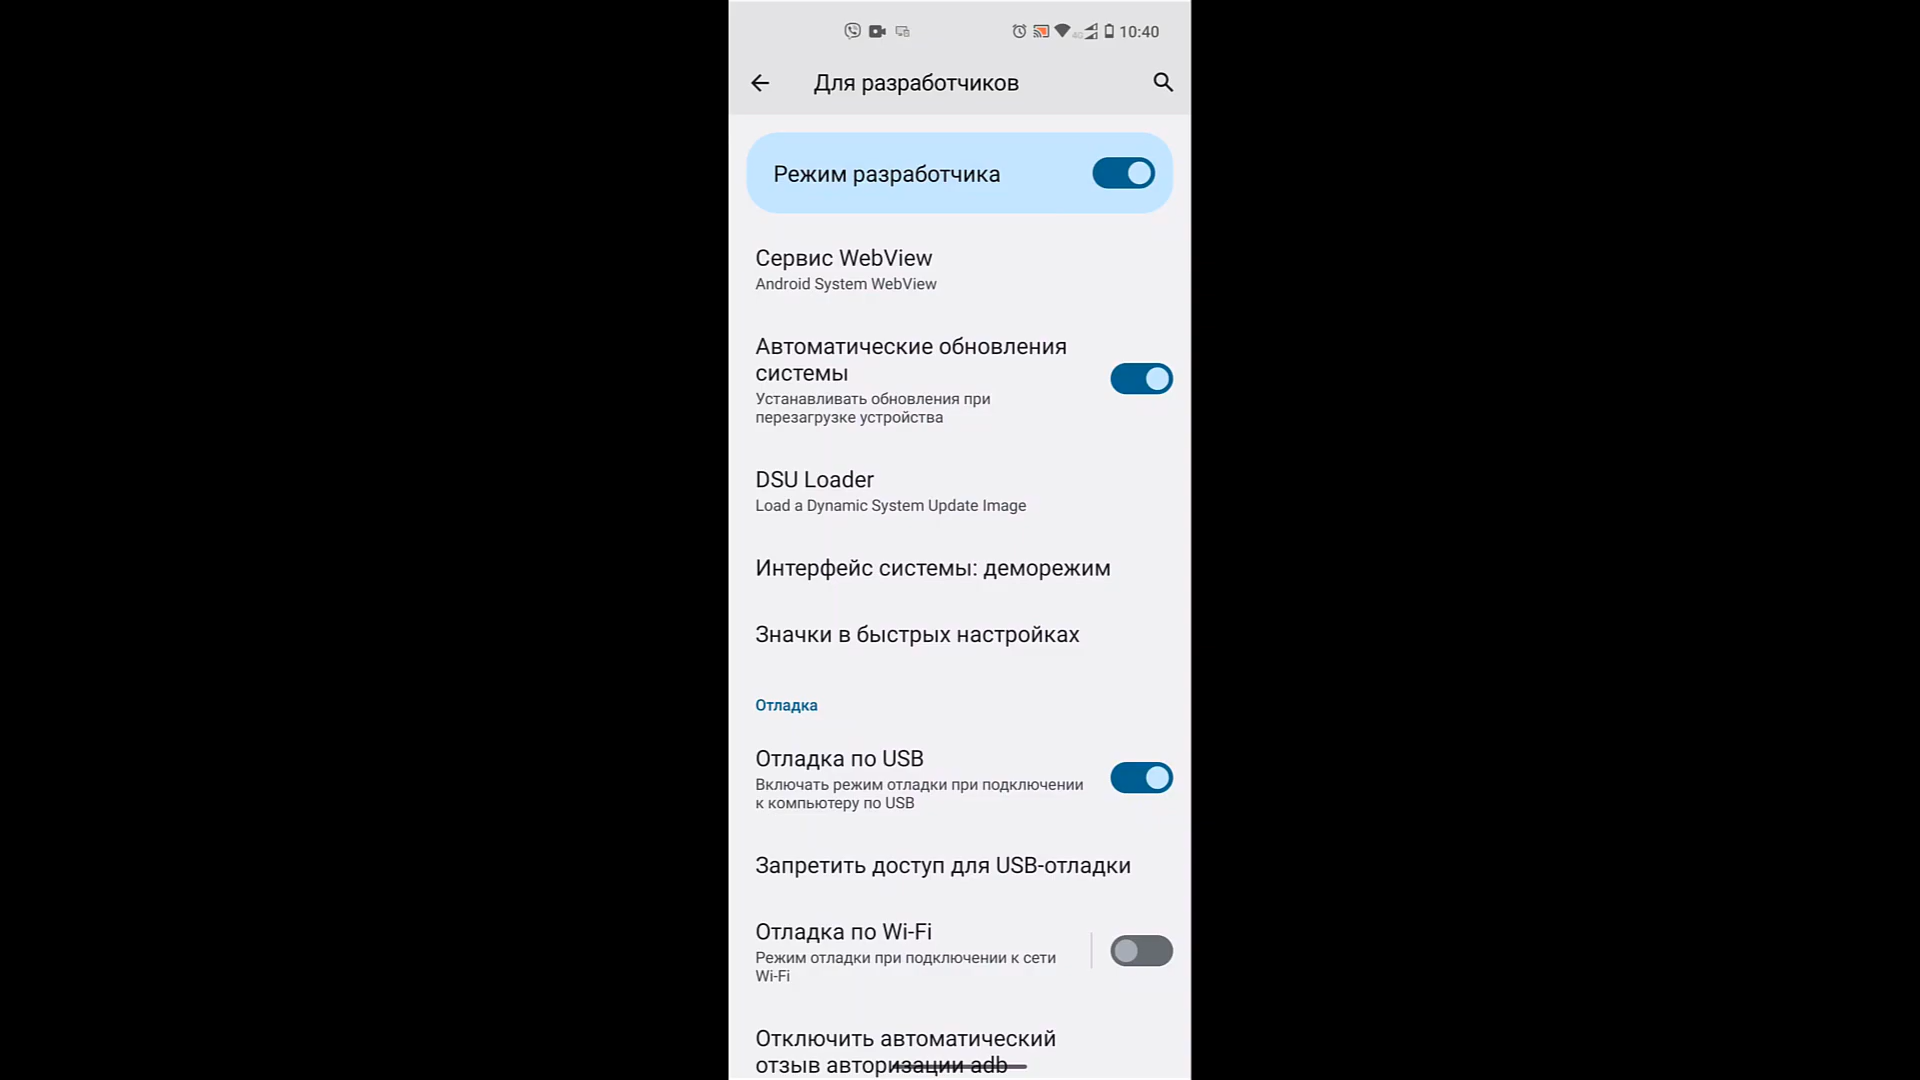 10:40
Для разработчиков
Режим разработчика
Сервис WebView
Android System WebView
Автоматические обновления
системы
Устанавливать обновления при
перезагрузке устройства
DSU Loader
Load a Dynamic System Update Image
Интерфейс системы: деморежим
Значки в быстрых настройках
Отладка
Отладка по USB
Включать режим отладки при подключении
к компьютеру по USB
Запретить доступ для USB-отладки
Отладка по Wi-Fi
Режим отладки при подключении к сети
Wi-Fi
Отключить автоматический
отзыв авторизации adb